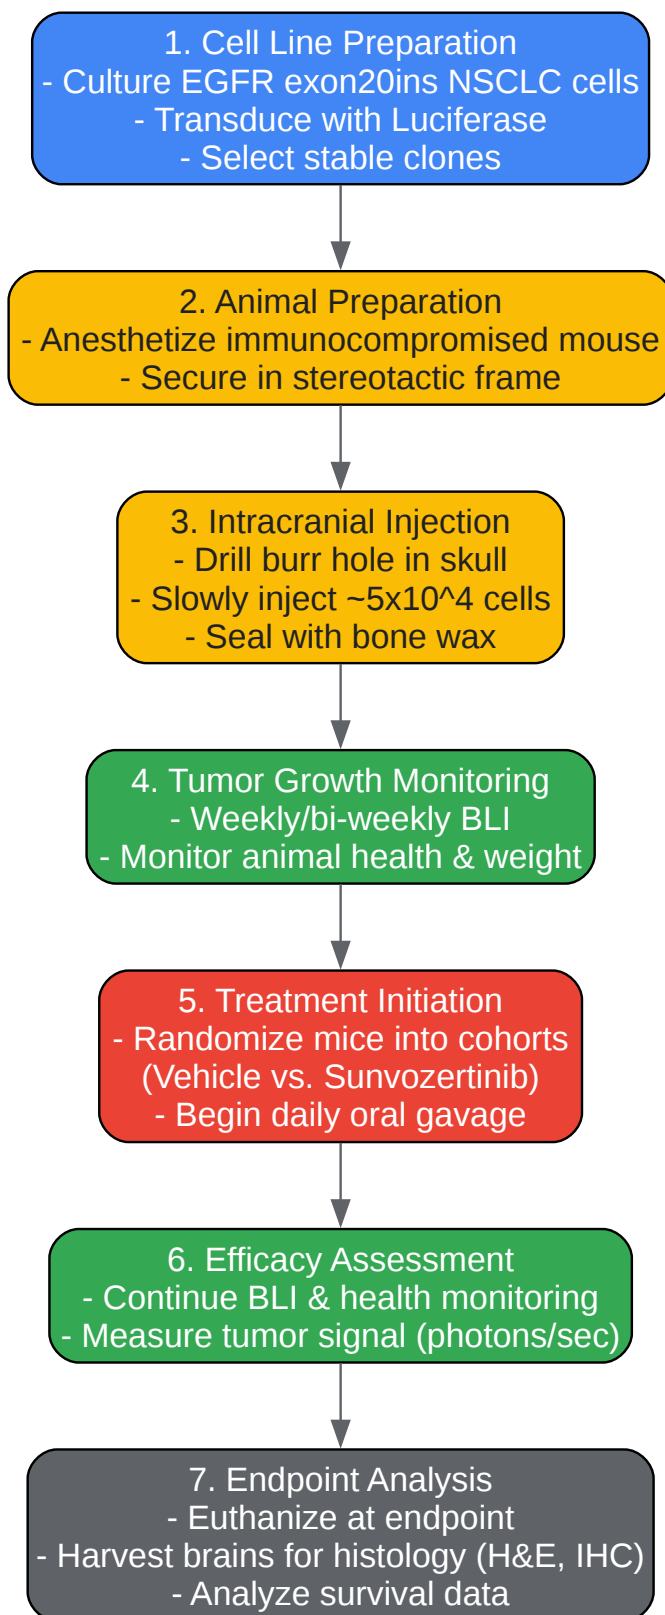 1. Cell Line Preparation
- Culture EGFR exon20ins NSCLC cells
- Transduce with Luciferase
- Select stable clones
2. Animal Preparation
- Anesthetize immunocompromised mouse
- Secure in stereotactic frame
3. Intracranial Injection
- Drill burr hole in skull
- Slowly inject ~5x10^4 cells
- Seal with bone wax
4. Tumor Growth Monitoring
- Weekly/bi-weekly BLI
- Monitor animal health & weight
5. Treatment Initiation
- Randomize mice into cohorts
(Vehicle vs. Sunvozertinib)
- Begin daily oral gavage
6. Efficacy Assessment
- Continue BLI & health monitoring
- Measure tumor signal (photons/sec)
7. Endpoint Analysis
- Euthanize at endpoint
- Harvest brains for histology (H&E, IHC)
- Analyze survival data